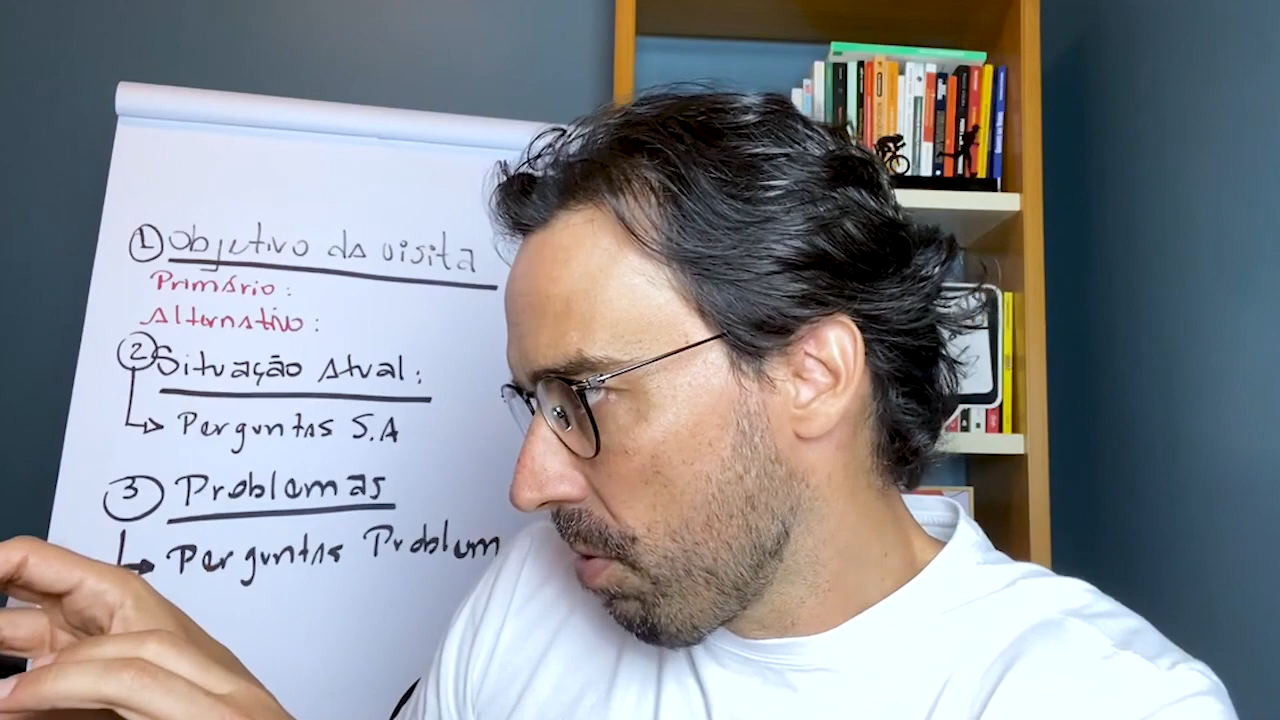 1 Objetivo da visita
Primário:
Alternativo:
2 Situação Atual:
Perguntas S.A
3 Problemas
Perguntas Problem